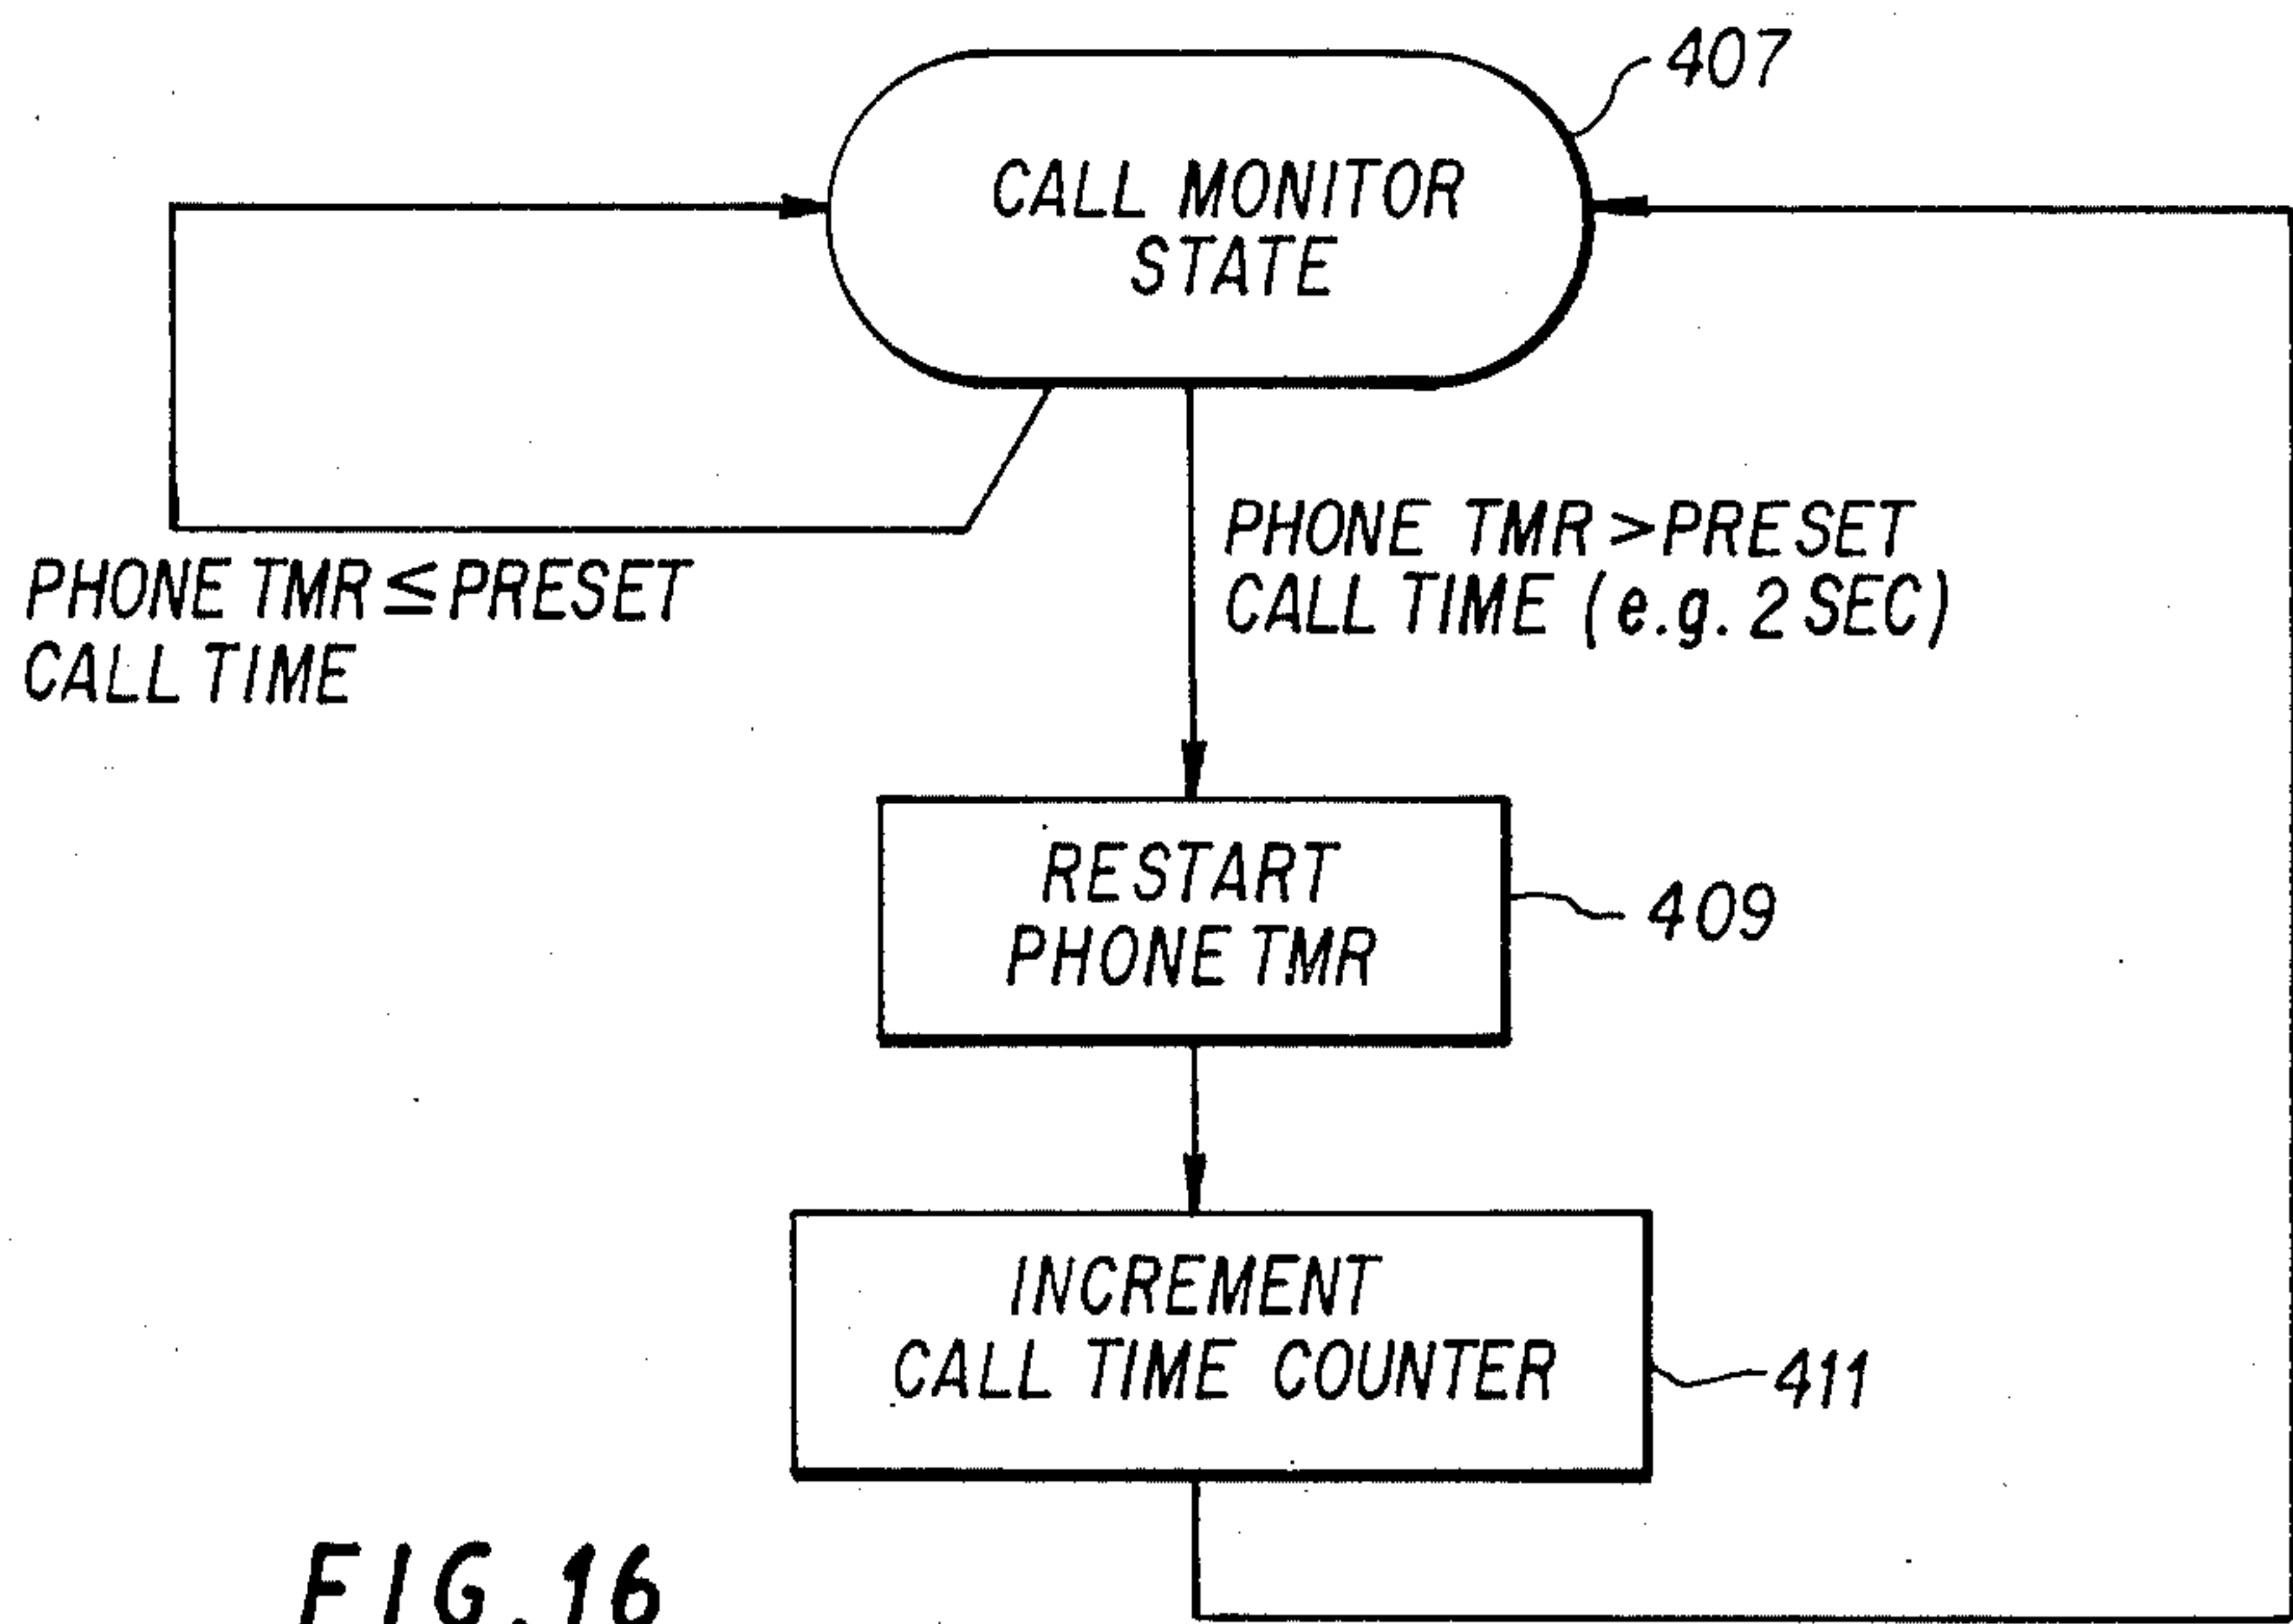 407
CALL MONITOR
STATE
PHONE TMR ≤ PRESET
CALL TIME
PHONE TMR > PRESET
CALL TIME (e.g. 2 SEC)
RESTART
PHONE TMR
409
INCREMENT
CALL TIME COUNTER
411
FIG. 16